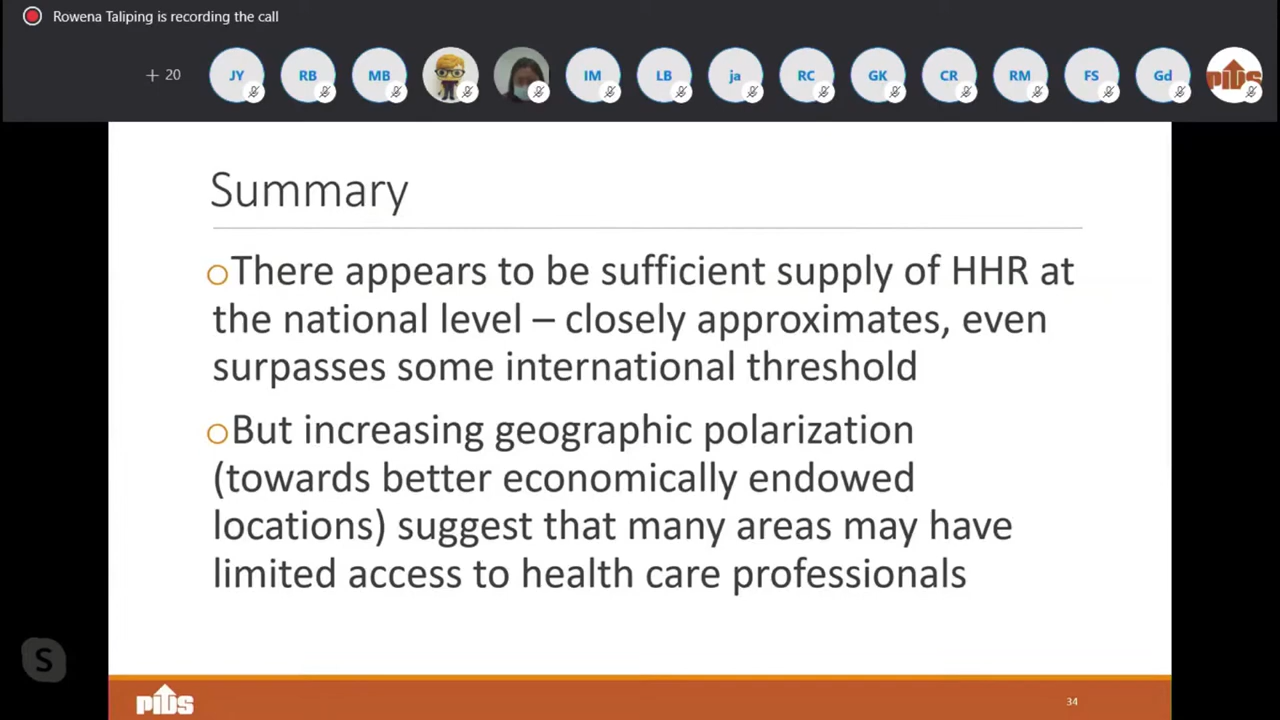 Rowena Taliping is recording the call
+ 20
JY
RB
MB
IM
LB
ja
RC
GK
CR
RM
FS
Gd
PIDS
Summary
There appears to be sufficient supply of HHR at
the national level – closely approximates, even
surpasses some international threshold
But increasing geographic polarization
(towards better economically endowed
locations) suggest that many areas may have
limited access to health care professionals
S
PIDS
34